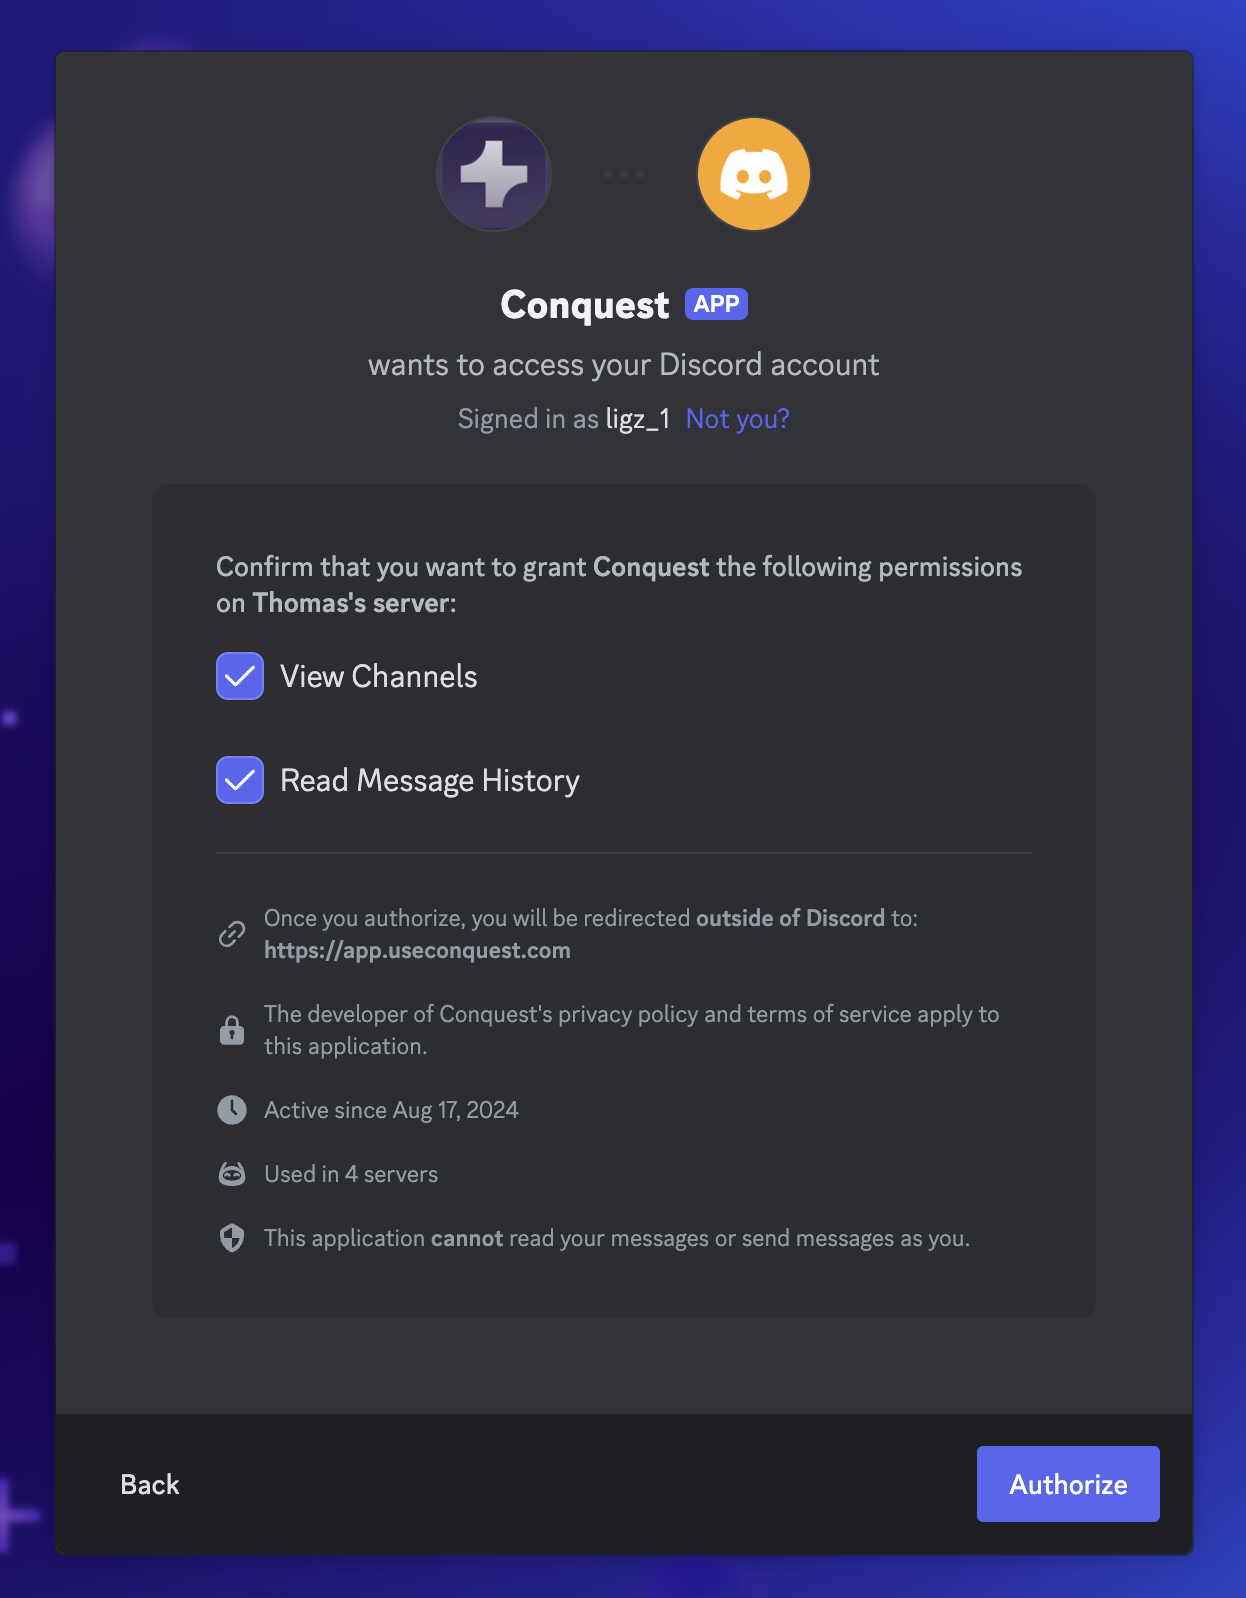 Conquest APP
wants to access your Discord account
Signed in as ligz_1 Not you?
Confirm that you want to grant Conquest the following permissions
on Thomas's server:
View Channels
Read Message History
Once you authorize, you will be redirected outside of Discord to:
https://app.useconquest.com
The developer of Conquest's privacy policy and terms of service apply to
this application.
Active since Aug 17, 2024
Used in 4 servers
This application cannot read your messages or send messages as you.
Back
Authorize